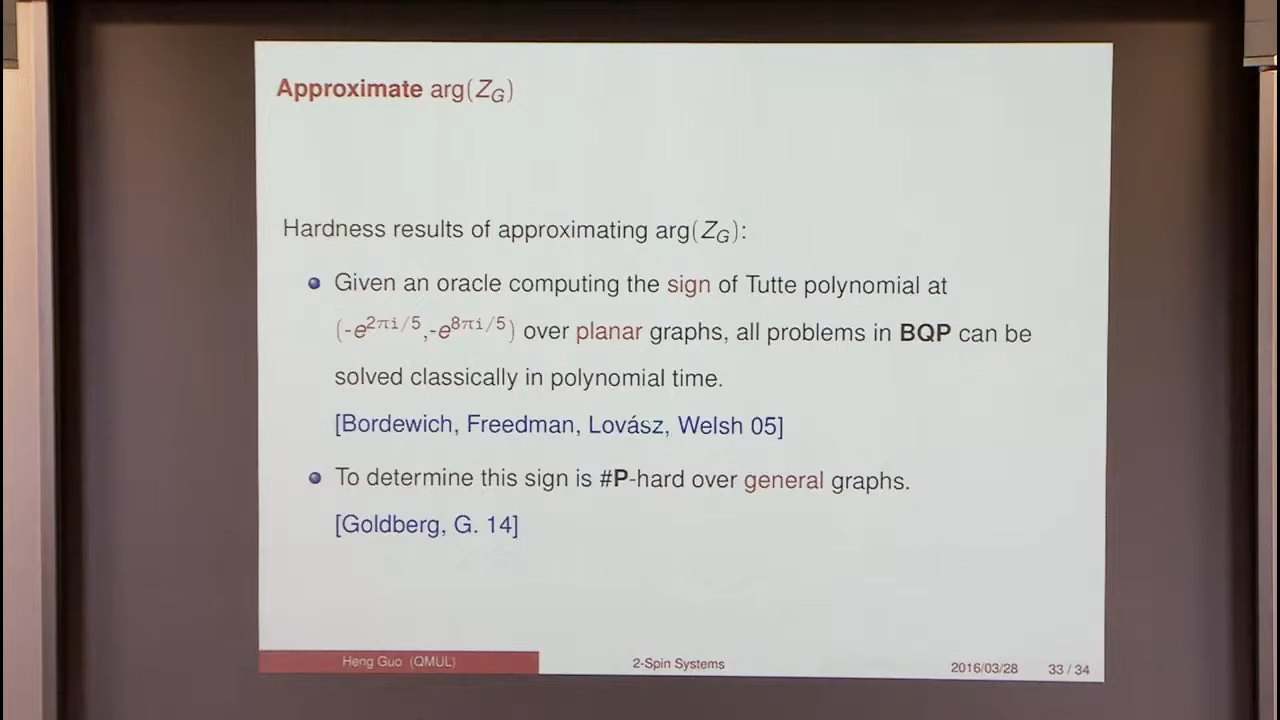 Approximate arg(Z_G)
Hardness results of approximating arg(Z_G):
Given an oracle computing the sign of Tutte polynomial at
(-e^{2πi/5},-e^{8πi/5}) over planar graphs, all problems in BQP can be
solved classically in polynomial time.
[Bordewich, Freedman, Lovász, Welsh 05]
To determine this sign is #P-hard over general graphs.
[Goldberg, G. 14]
Heng Guo (QMUL)
2-Spin Systems
2016/03/28
33 / 34